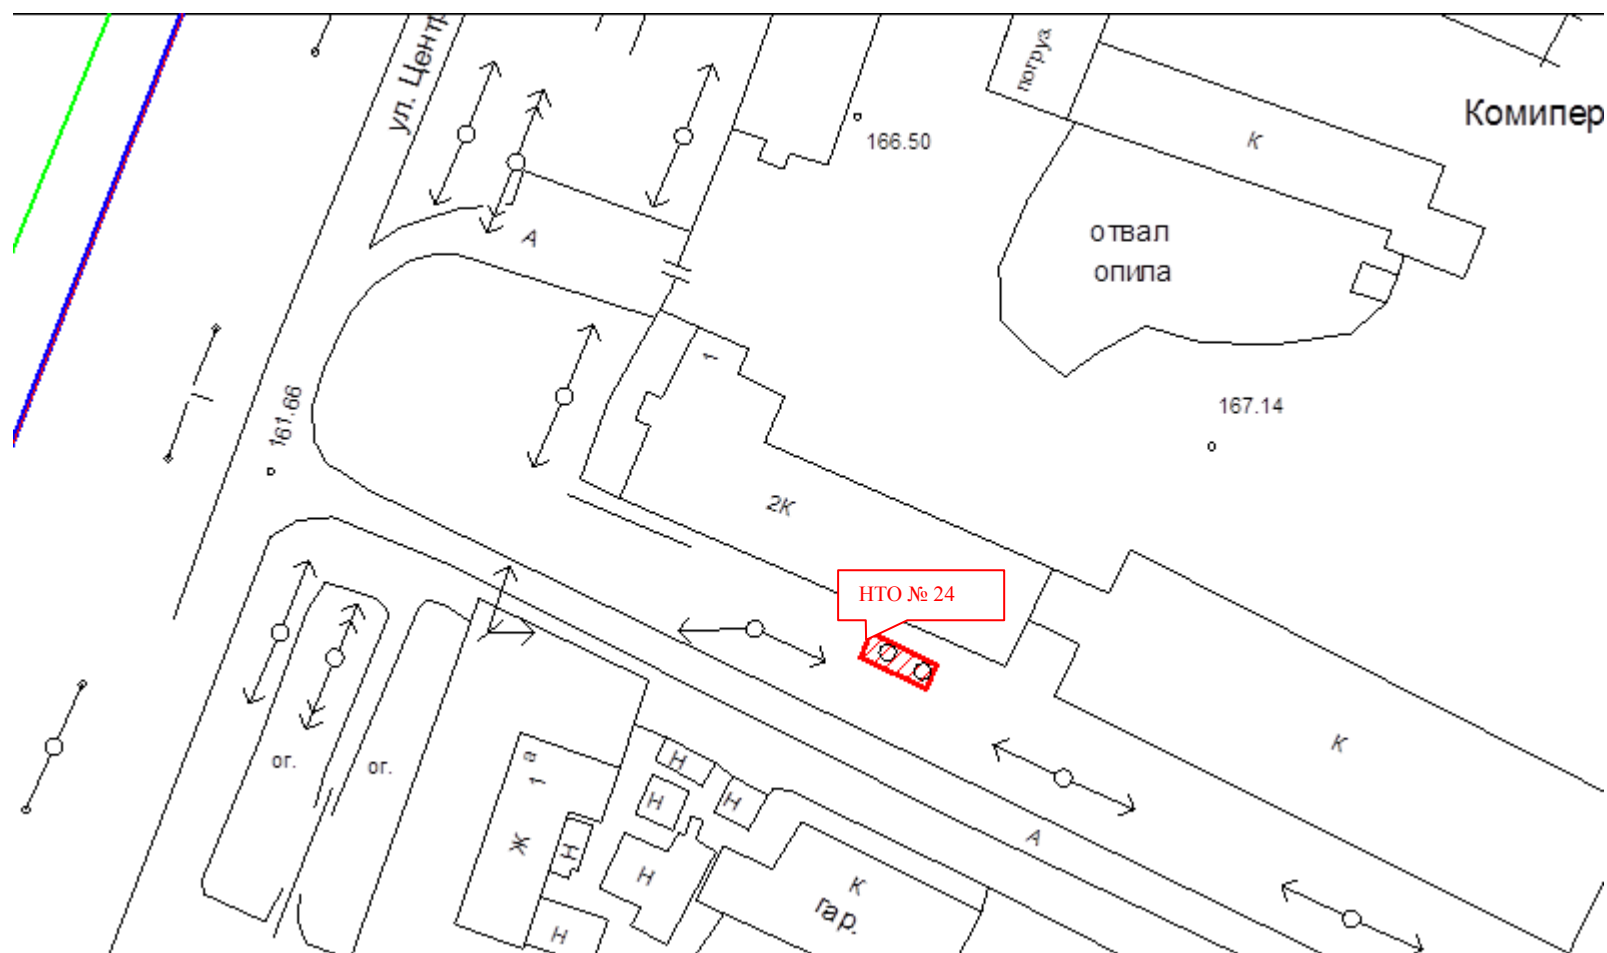 ул. Центр
погруз.
К
Комипер
166.50
отвал
опила
А
1
161.66
167.14
2К
НТО № 24
К
ог.
ог.
1 а
Ж
Н
Н
Н
Н
Н
Н
А
К
гар.